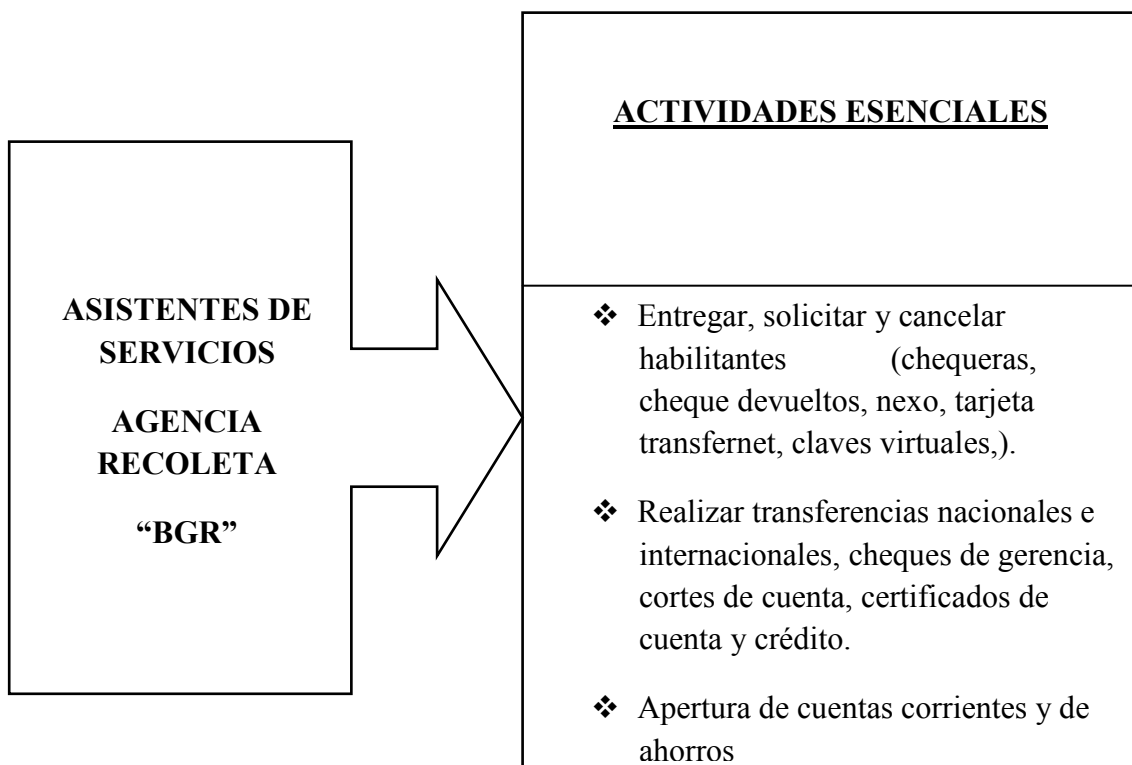 ACTIVIDADES ESENCIALES
ASISTENTES DE
SERVICIOS
AGENCIA
RECOLETA
“BGR”
❖ Entregar, solicitar y cancelar
habilitantes (chequeras,
cheque devueltos, nexo, tarjeta
transfernet, claves virtuales,).
❖ Realizar transferencias nacionales e
internacionales, cheques de gerencia,
cortes de cuenta, certificados de
cuenta y crédito.
❖ Apertura de cuentas corrientes y de
ahorros